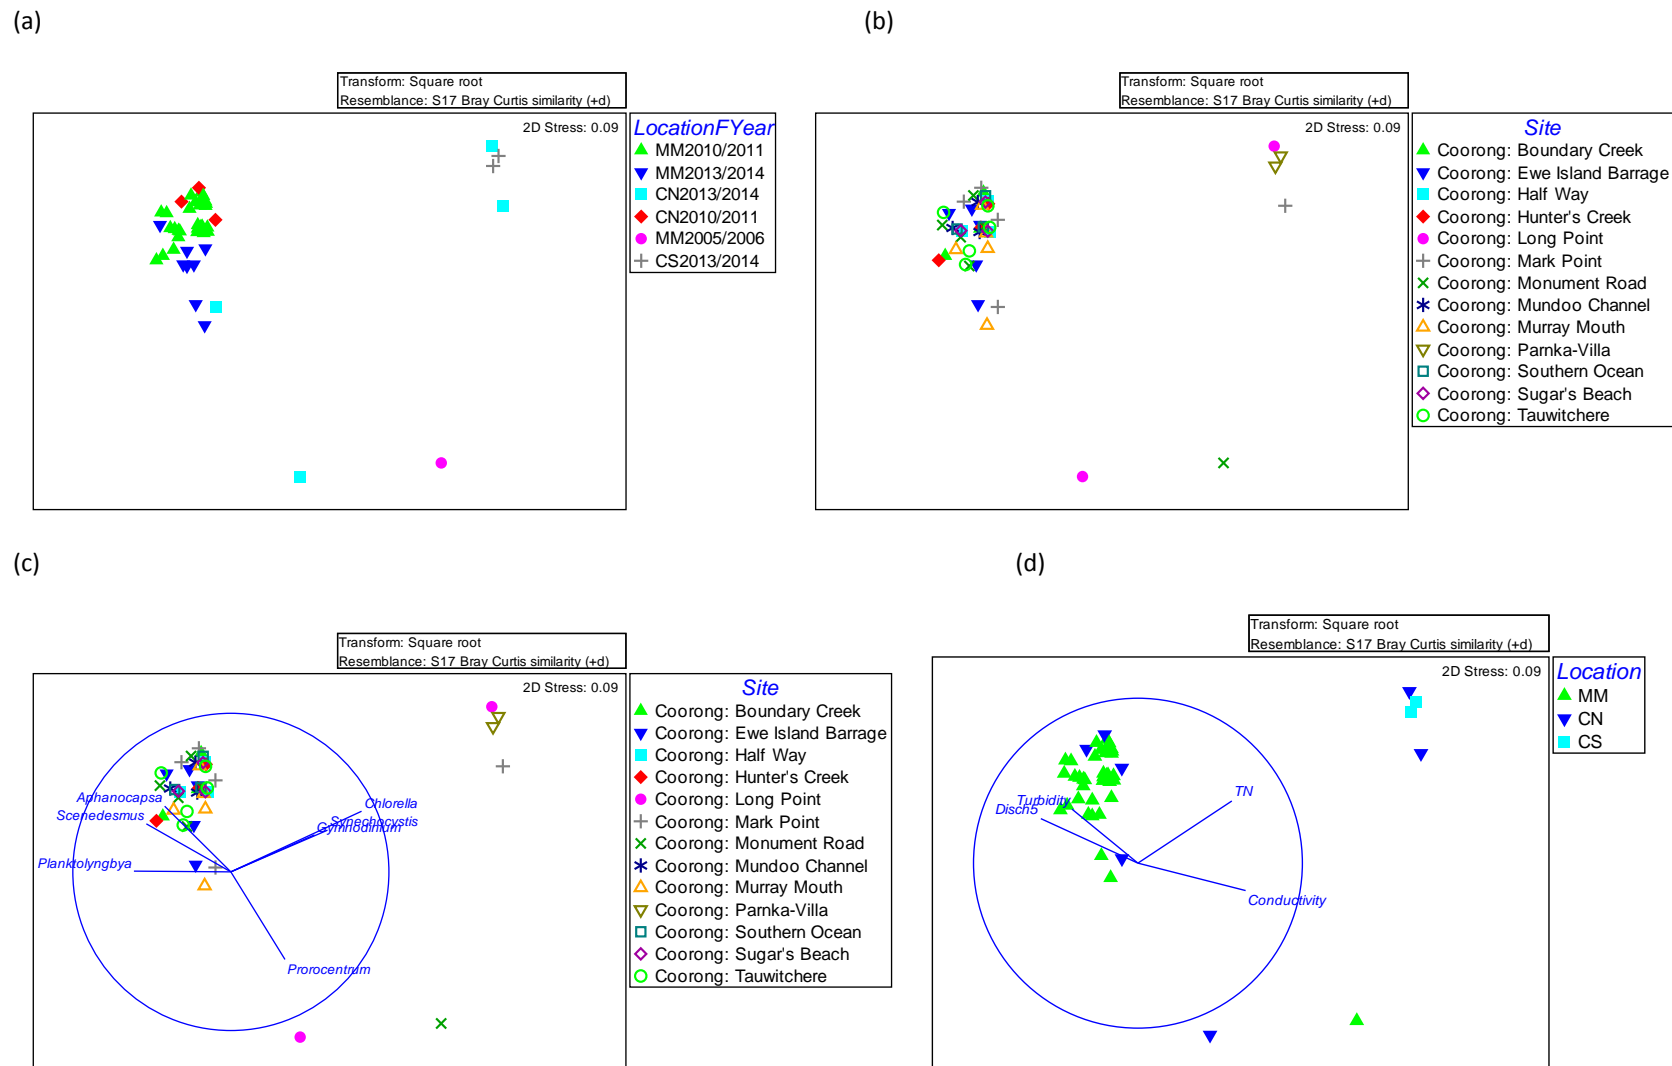 (a)
(b)
Transform: Square root
Resemblance: S17 Bray Curtis similarity (+d)
2D Stress: 0.09
LocationFYear
MM2010/2011
MM2013/2014
CN2013/2014
CN2010/2011
MM2005/2006
CS2013/2014
Transform: Square root
Resemblance: S17 Bray Curtis similarity (+d)
2D Stress: 0.09
Site
Coorong: Boundary Creek
Coorong: Ewe Island Barrage
Coorong: Half Way
Coorong: Hunter's Creek
Coorong: Long Point
Coorong: Mark Point
Coorong: Monument Road
Coorong: Mundoo Channel
Coorong: Murray Mouth
Coorong: Parnka-Villa
Coorong: Southern Ocean
Coorong: Sugar's Beach
Coorong: Tauwitchere
(c)
(d)
Transform: Square root
Resemblance: S17 Bray Curtis similarity (+d)
2D Stress: 0.09
Aphanocapsa
Scenedesmus
Planktolyngbya
Chlorella
Synechocystis
Gymnodinium
Prorocentrum
Site
Coorong: Boundary Creek
Coorong: Ewe Island Barrage
Coorong: Half Way
Coorong: Hunter's Creek
Coorong: Long Point
Coorong: Mark Point
Coorong: Monument Road
Coorong: Mundoo Channel
Coorong: Murray Mouth
Coorong: Parnka-Villa
Coorong: Southern Ocean
Coorong: Sugar's Beach
Coorong: Tauwitchere
Transform: Square root
Resemblance: S17 Bray Curtis similarity (+d)
2D Stress: 0.09
Turbidity
Disch5
TN
Conductivity
Location
MM
CN
CS